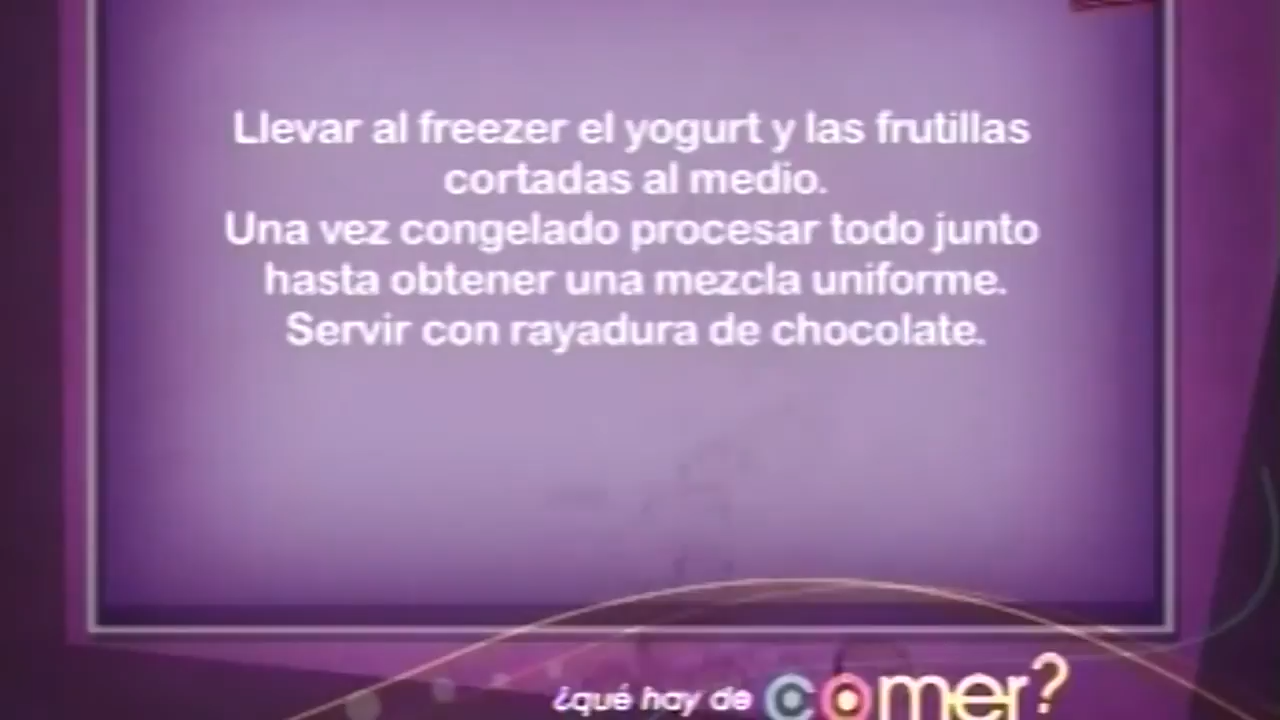 Llevar al freezer el yogurt y las frutillas
cortadas al medio.
Una vez congelado procesar todo junto
hasta obtener una mezcla uniforme.
Servir con rayadura de chocolate.
¿qué hay de comer?